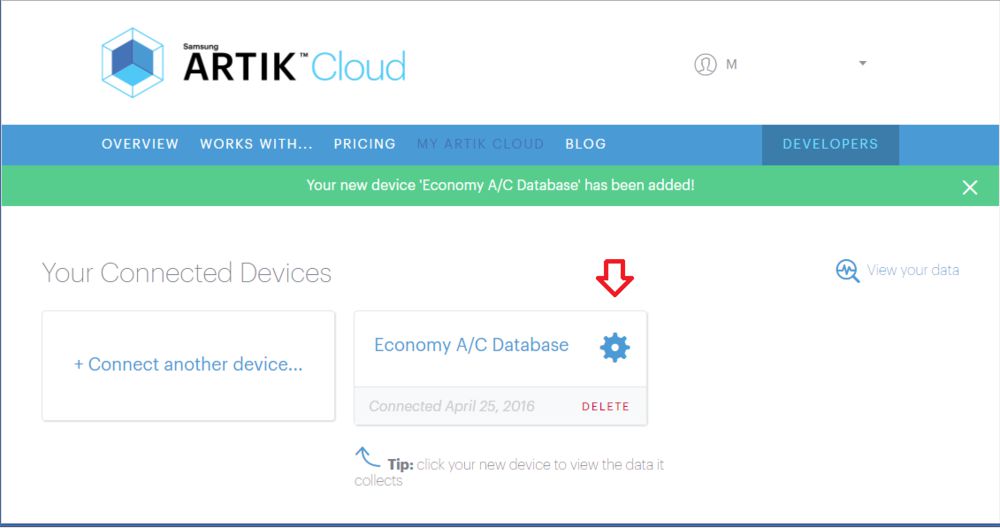 Samsung
ARTIK™ Cloud
M
OVERVIEW WORKS WITH... PRICING MY ARTIK CLOUD BLOG DEVELOPERS
Your new device 'Economy A/C Database' has been added!
Your Connected Devices
View your data
+ Connect another device...
Economy A/C Database
Connected April 25, 2016 DELETE
Tip: click your new device to view the data it
collects